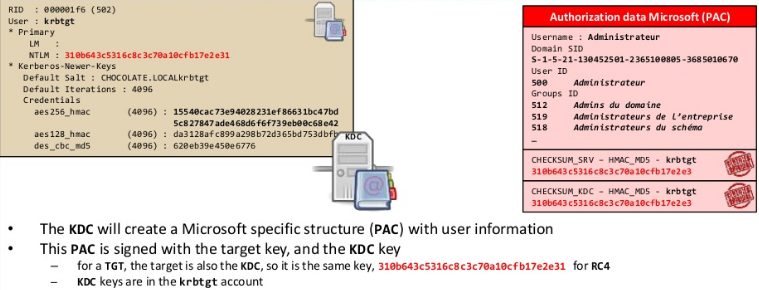 RID : 000001f6 (502)
User : krbtgt
* Primary
LM :
NTLM : 310b643c5316c8c3c70a10cfb17e2e31
* Kerberos-Newer-Keys
Default Salt : CHOCOLATE.LOCALkrbtgt
Default Iterations : 4096
Credentials
aes256_hmac (4096) : 15540cac73e94028231ef86631bc47bd
5c827847ade468d6f6f739eb00c68e42
aes128_hmac (4096) : da3128afc899a298b72d365bd753dbfb
des_cbc_md5 (4096) : 620eb39e450e6776
KDC
Authorization data Microsoft (PAC)
Username : Administrateur
Domain SID
S-1-5-21-130452501-2365100805-3685010670
User ID
500 Administrateur
Groups ID
512 Admins du domaine
519 Administrateurs de l'entreprise
518 Administrateurs du schéma
…
CHECKSUM_SRV – HMAC_MD5 - krbtgt
310b643c5316c8c3c70a10cfb17e2e3
CHECKSUM_KDC – HMAC_MD5 - krbtgt
310b643c5316c8c3c70a10cfb17e2e3
• The KDC will create a Microsoft specific structure (PAC) with user information
• This PAC is signed with the target key, and the KDC key
– for a TGT, the target is also the KDC, so it is the same key, 310b643c5316c8c3c70a10cfb17e2e31 for RC4
– KDC keys are in the krbtgt account